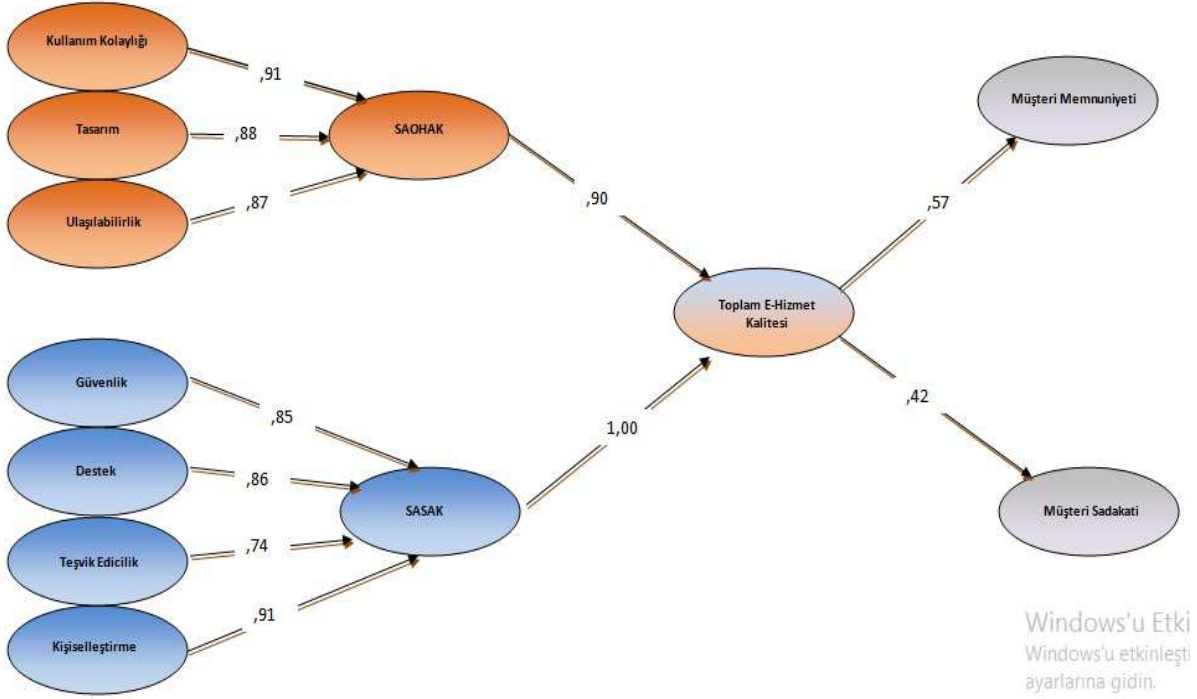 Kullanım Kolaylığı
,91
Tasarım
,88
SAOHAK
Ulaşılabilirlik
,87
,90
Müşteri Memnuniyeti
,57
Toplam E-Hizmet
Kalitesi
Güvenlik
,85
Destek
,86
SASAK
1,00
Teşvik Edicilik
,74
Kişiselleştirme
,91
,42
Müşteri Sadakati
Windows'u Etki
Windows'u etkinleşti
ayarlarına gidin.